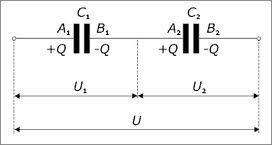 C₁ C₂
A₁ B₁ A₂ B₂
+Q -Q +Q -Q
U₁ U₂
U